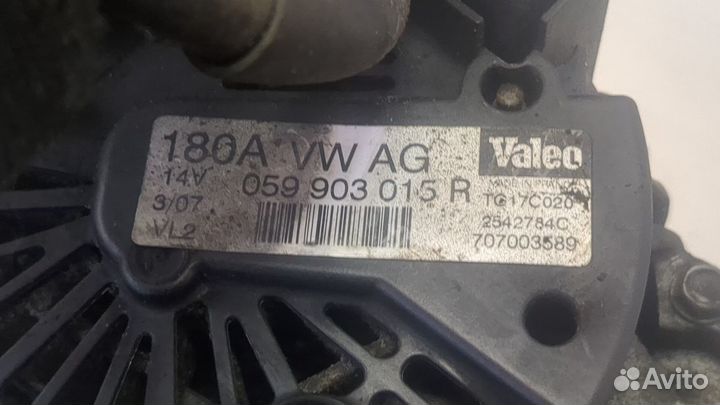 180A VW AG
14V 059 903 015 R
3/07
VL2
Valeo
TG17C020
2542784C
707003589
Avito